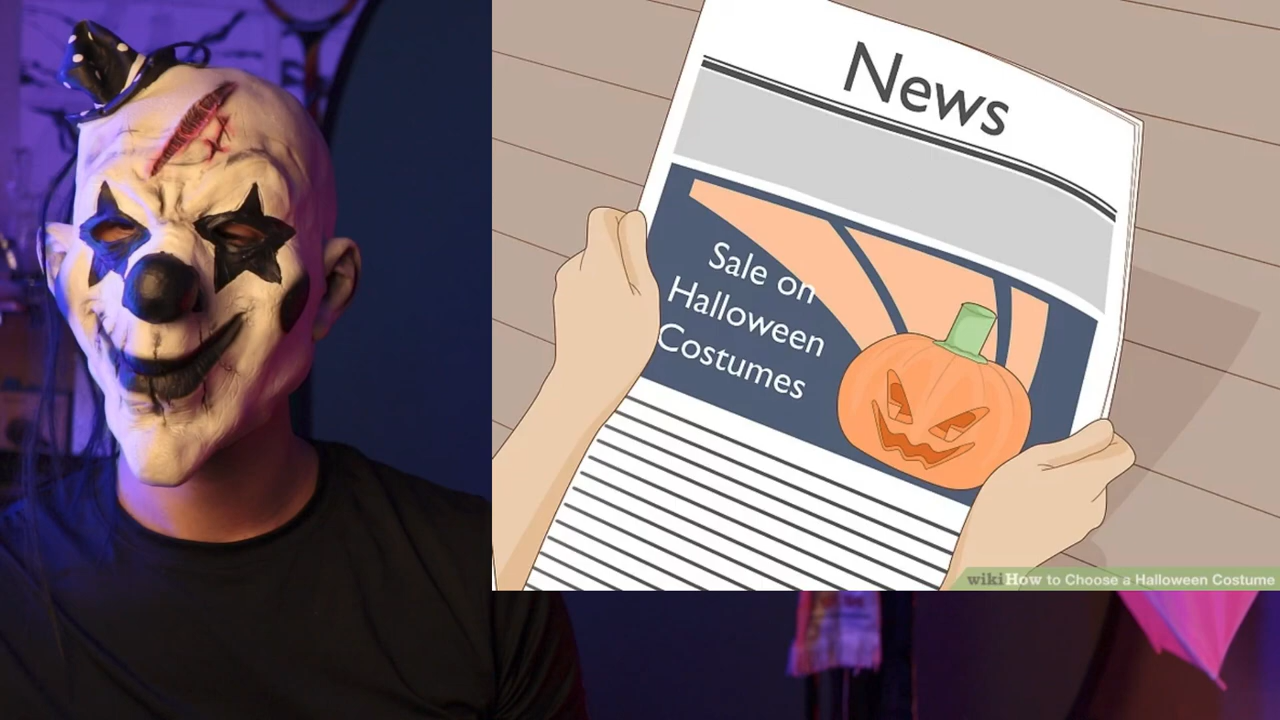 News
Sale on
Halloween
Costumes
wikiHow to Choose a Halloween Costume